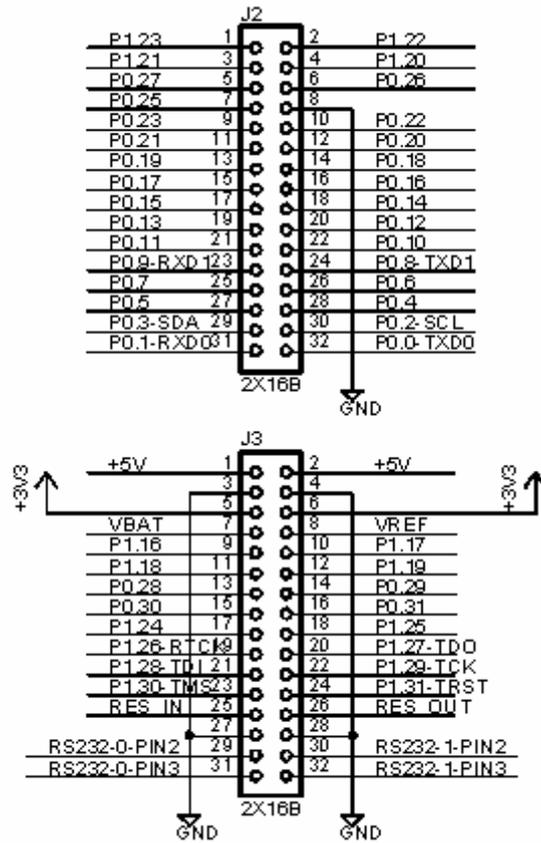 J2
P1.23 1 2 P1.22
P1.21 3 4 P1.20
P0.27 5 6 P0.26
P0.25 7 8
P0.23 9 10 P0.22
P0.21 11 12 P0.20
P0.19 13 14 P0.18
P0.17 15 16 P0.16
P0.15 17 18 P0.14
P0.13 19 20 P0.12
P0.11 21 22 P0.10
P0.9-RXD1 23 24 P0.8-TXD1
P0.7 25 26 P0.6
P0.5 27 28 P0.4
P0.3-SDA 29 30 P0.2-SCL
P0.1-RXD0 31 32 P0.0-TXD0
2X16B
GND
J3
+5V 1 2 +5V
+3V3 3 4 +3V3
5 6
VBAT 7 8 VREF
P1.16 9 10 P1.17
P1.18 11 12 P1.19
P0.28 13 14 P0.29
P0.30 15 16 P0.31
P1.24 17 18 P1.25
P1.26-RTCK 19 20 P1.27-TDO
P1.28-TDI 21 22 P1.29-TCK
P1.30-TMS 23 24 P1.31-TRST
RES_IN 25 26 RES_OUT
27 28
RS232-0-PIN2 29 30 RS232-1-PIN2
RS232-0-PIN3 31 32 RS232-1-PIN3
2X16B
GND GND